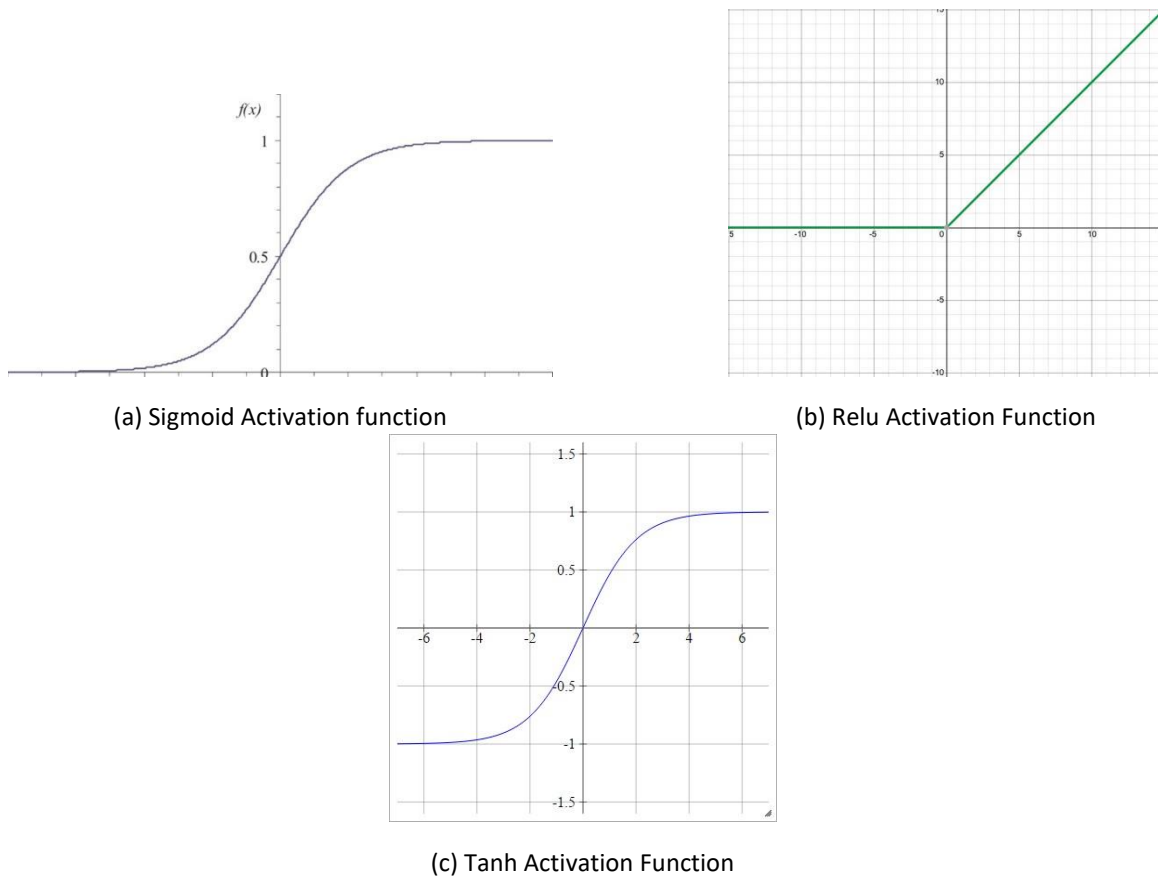 f(x)
1
0.5
0
(a) Sigmoid Activation function
15
10
5
5 -10 -5 0 5 10
-5
-10
(b) Relu Activation Function
1.5
1
0.5
-6 -4 -2 2 4 6
-0.5
-1
-1.5
(c) Tanh Activation Function